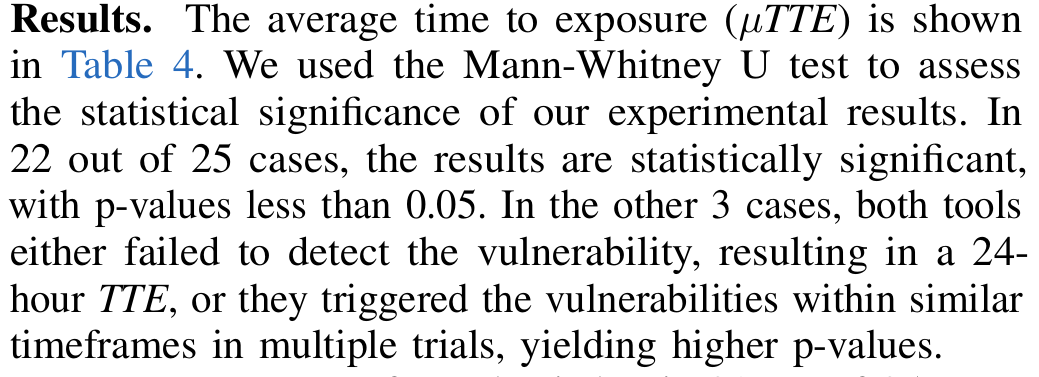 Results. The average time to exposure (μTTE) is shown
in Table 4. We used the Mann-Whitney U test to assess
the statistical significance of our experimental results. In
22 out of 25 cases, the results are statistically significant,
with p-values less than 0.05. In the other 3 cases, both tools
either failed to detect the vulnerability, resulting in a 24-
hour TTE, or they triggered the vulnerabilities within similar
timeframes in multiple trials, yielding higher p-values.